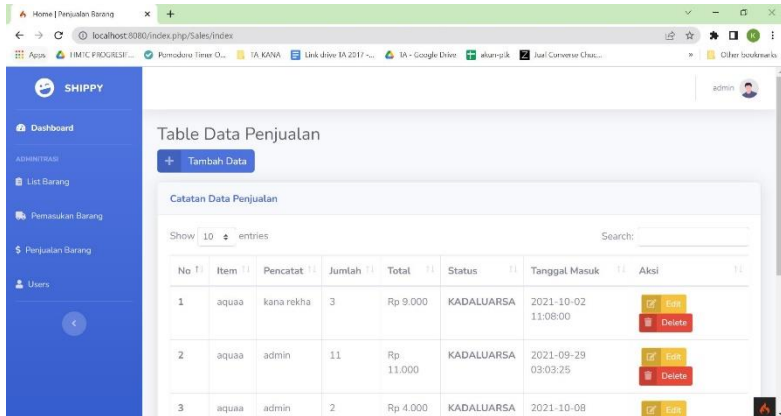 Home | Penjualan Barang
localhost:8080/index.php/Sales/index
Apps HMTC PROGRESIF... Pomodoro Timer O... TA KANA Link drive TA 2017 -... TA - Google Drive akun-ptk Jual Converse Chuc... » Other bookmarks
SHIPPY
admin
Dashboard
ADMINITRASI
List Barang
Pemasukan Barang
$ Penjualan Barang
Users
Table Data Penjualan
+ Tambah Data
Catatan Data Penjualan
Show 10 entries
Search:
No Item Pencatat Jumlah Total Status Tanggal Masuk Aksi
1 aquaa kana rekha 3 Rp 9.000 KADALUARSA 2021-10-02 11:08:00 Edit
Delete
2 aquaa admin 11 Rp 11.000 KADALUARSA 2021-09-29 03:03:25 Edit
Delete
3 aquaa admin 2 Rp 4.000 KADALUARSA 2021-10-08 Edit